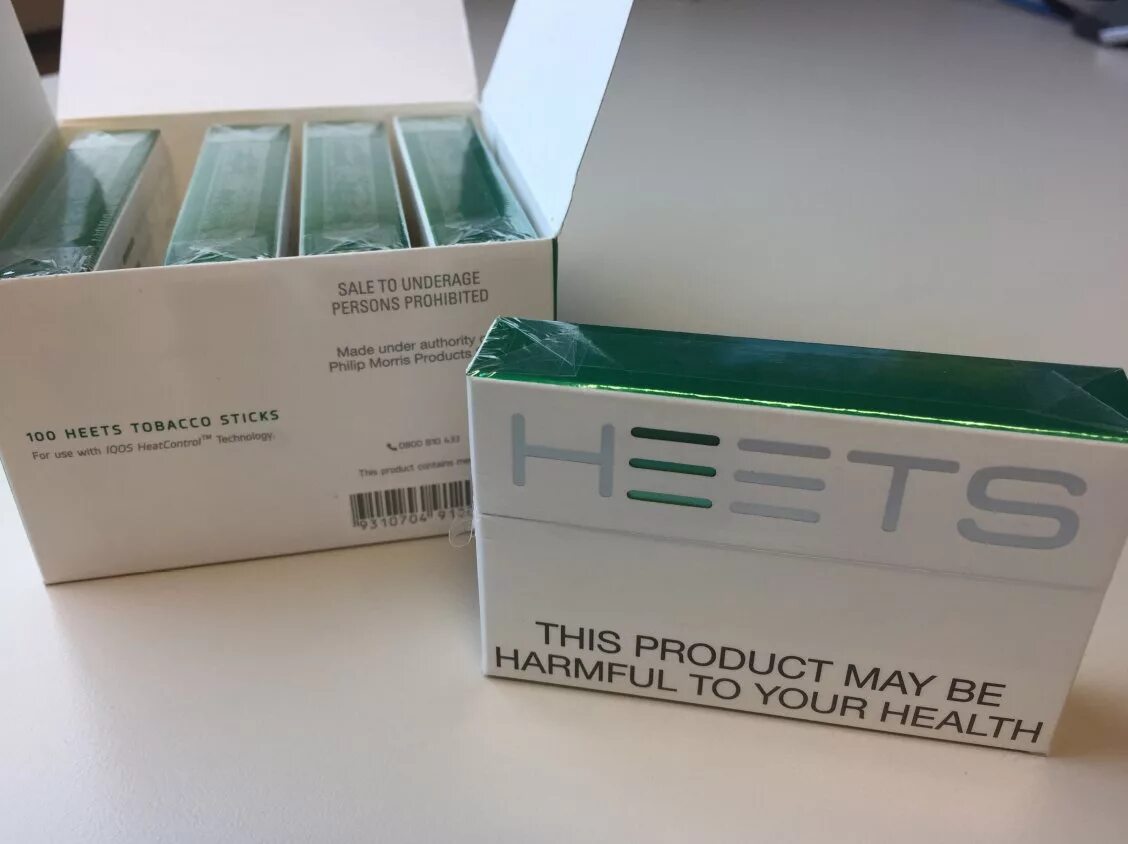 SALE TO UNDERAGE
PERSONS PROHIBITED
Made under authority
Philip Morris Products
100 HEETS TOBACCO STICKS
For use with IQOS HeatControl™ Technology.
0800 810 433
This product contains
9310704
HEETS
THIS PRODUCT MAY BE
HARMFUL TO YOUR HEALTH